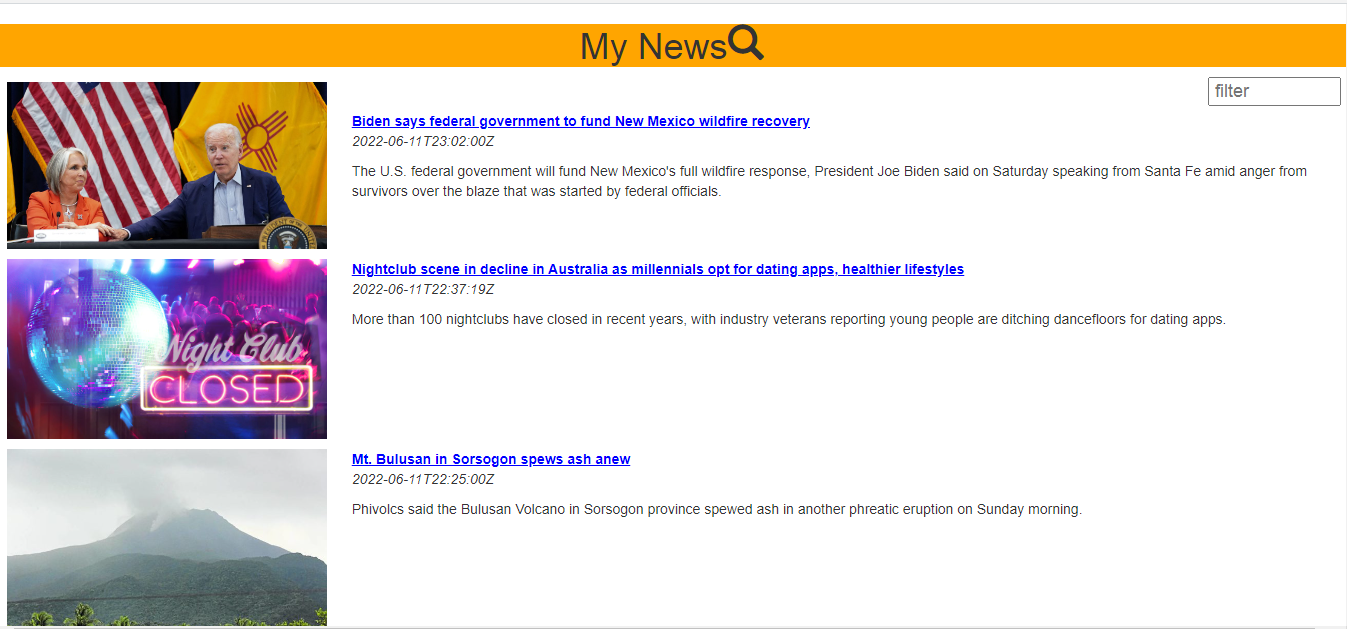 My News
filter
Biden says federal government to fund New Mexico wildfire recovery
2022-06-11T23:02:00Z
The U.S. federal government will fund New Mexico's full wildfire response, President Joe Biden said on Saturday speaking from Santa Fe amid anger from
survivors over the blaze that was started by federal officials.
Nightclub scene in decline in Australia as millennials opt for dating apps, healthier lifestyles
2022-06-11T22:37:19Z
More than 100 nightclubs have closed in recent years, with industry veterans reporting young people are ditching dancefloors for dating apps.
Night Club
CLOSED
Mt. Bulusan in Sorsogon spews ash anew
2022-06-11T22:25:00Z
Phivolcs said the Bulusan Volcano in Sorsogon province spewed ash in another phreatic eruption on Sunday morning.